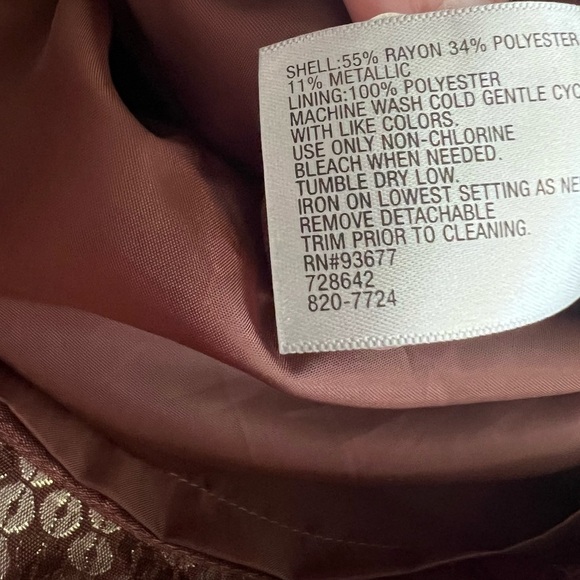 SHELL:55% RAYON 34% POLYESTER
11% METALLIC
LINING:100% POLYESTER
MACHINE WASH COLD GENTLE CYC
WITH LIKE COLORS.
USE ONLY NON-CHLORINE
BLEACH WHEN NEEDED.
TUMBLE DRY LOW.
IRON ON LOWEST SETTING AS NE
REMOVE DETACHABLE
TRIM PRIOR TO CLEANING.
RN#93677
728642
820-7724